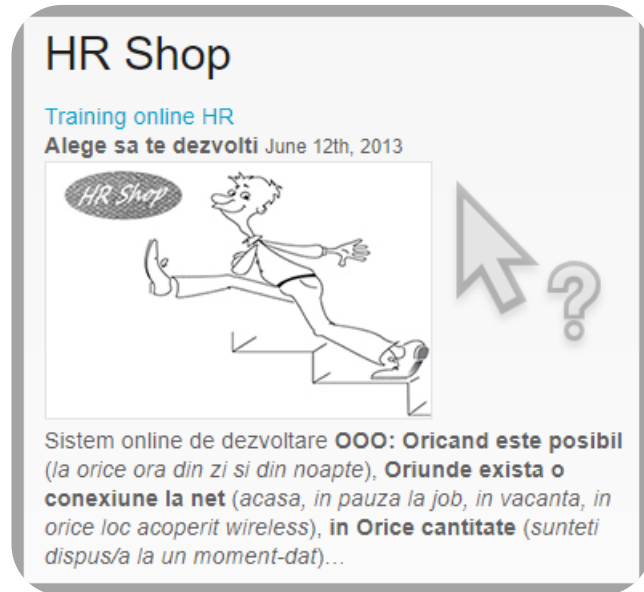 HR Shop
Training online HR
Alege sa te dezvolti June 12th, 2013
HR Shop
?
Sistem online de dezvoltare OOO: Oricand este posibil
(la orice ora din zi si din noapte), Oriunde exista o
conexiune la net (acasa, in pauza la job, in vacanta, in
orice loc acoperit wireless), in Orice cantitate (sunteti
dispus/a la un moment-dat)...